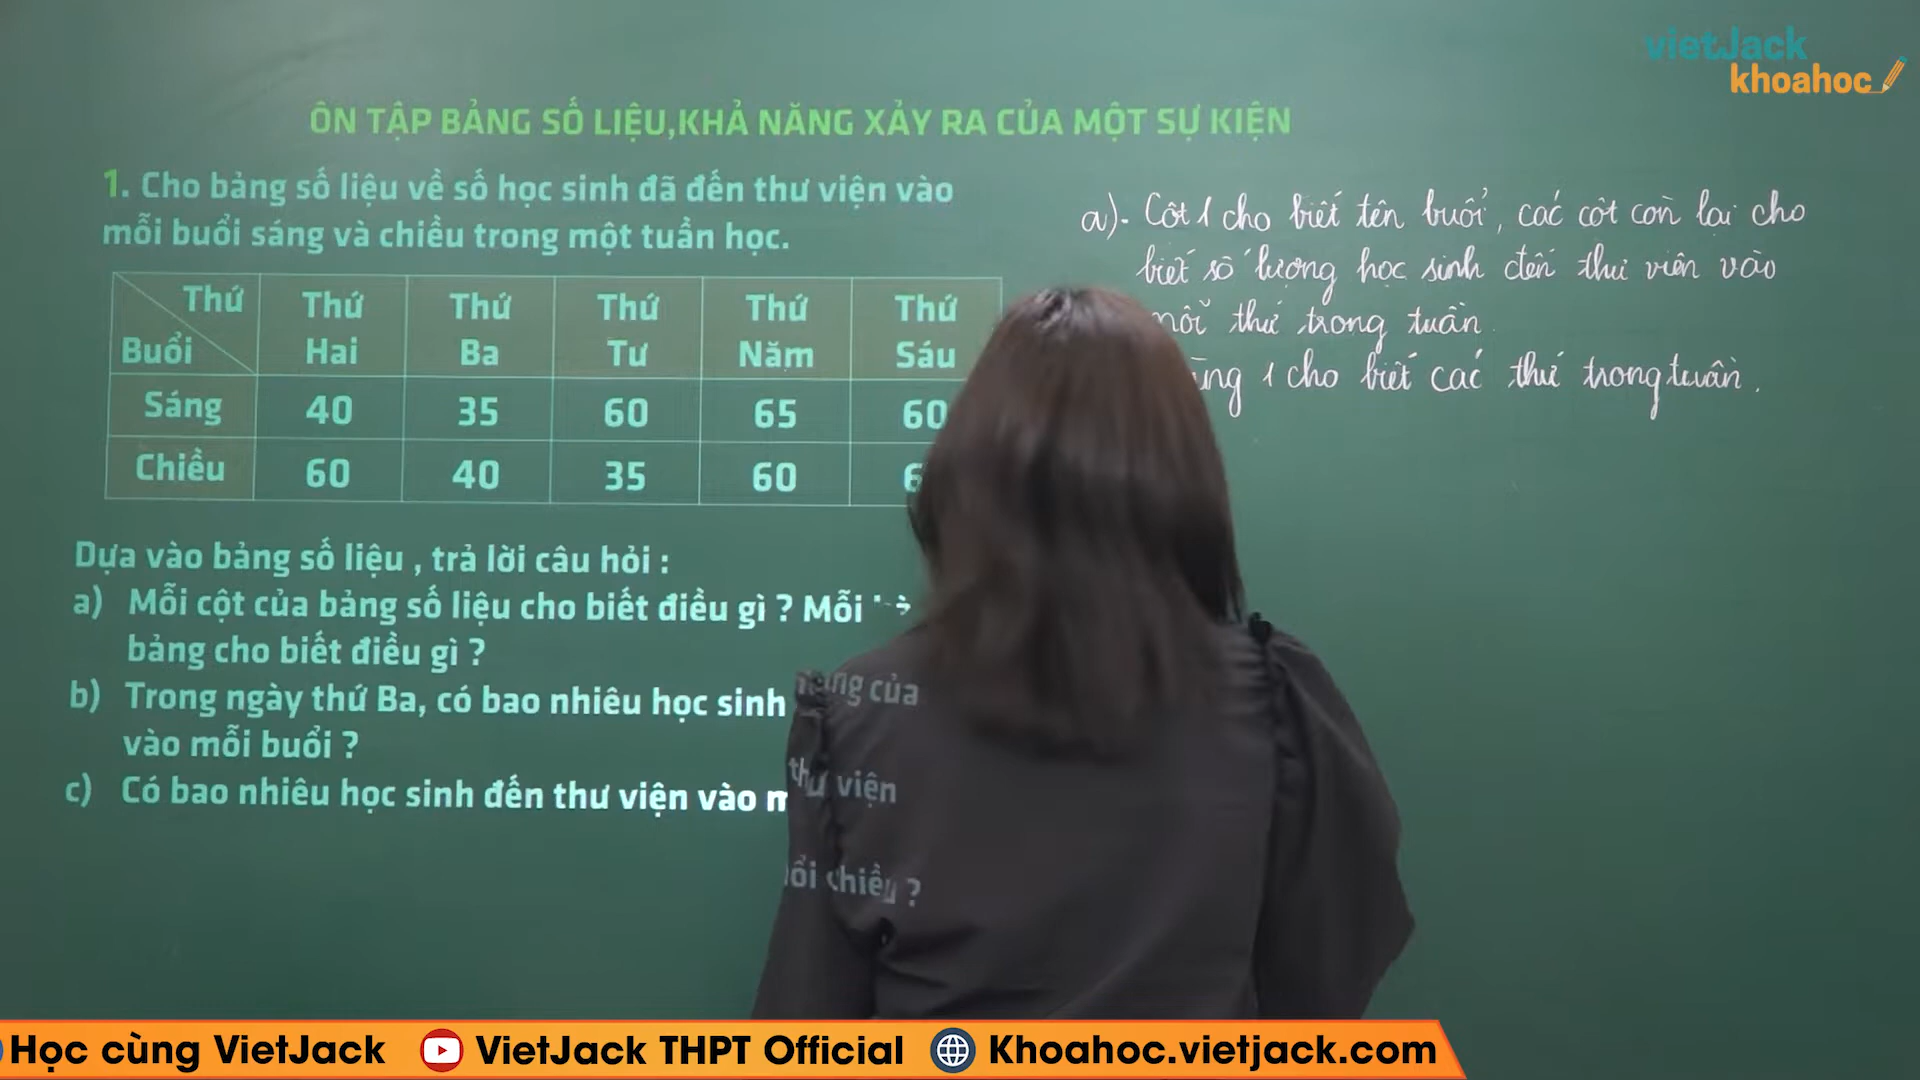 vietJack
khoahoc
ÔN TẬP BẢNG SỐ LIỆU,KHẢ NĂNG XẢY RA CỦA MỘT SỰ KIỆN
1. Cho bảng số liệu về số học sinh đã đến thư viện vào
mỗi buổi sáng và chiều trong một tuần học.
Thứ
Buổi
Thứ Hai
Thứ Ba
Thứ Tư
Thứ Năm
Thứ Sáu
Sáng 40 35 60 65 60
Chiều 60 40 35 60
Dựa vào bảng số liệu , trả lời câu hỏi :
a) Mỗi cột của bảng số liệu cho biết điều gì ? Mỗi
của
bảng cho biết điều gì ?
b) Trong ngày thứ Ba, có bao nhiêu học sinh
thư viện
vào mỗi buổi ?
c) Có bao nhiêu học sinh đến thư viện vào
chiều ?
a)- Cột 1 cho biết tên buổi, các cột còn lại cho
biết số lượng học sinh đến thư viện vào
thứ trong tuần
1 cho biết các thứ trong tuần.
Học cùng VietJack
VietJack THPT Official
Khoahoc.vietjack.com